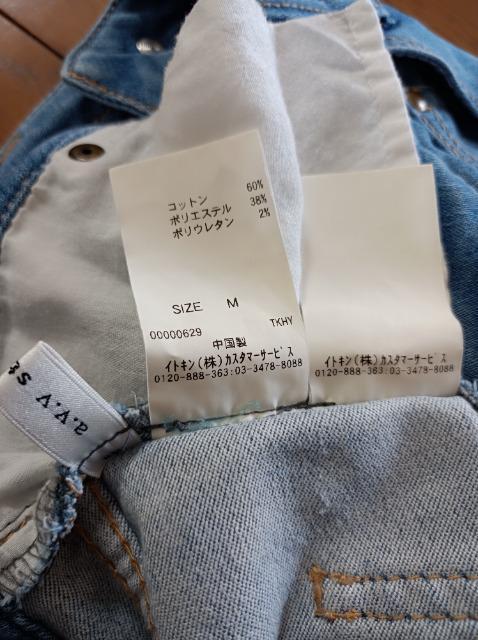 コットン 60%
ポリエステル 38%
ポリウレタン 2%
SIZE M
00000629 TKHY
中国製
イトキン(株)カスタマーサービス
0120-888-363:03-3478-8088
イトキン(株)カスタマーサービス
0120-888-363:03-3478-8088
a.v.v